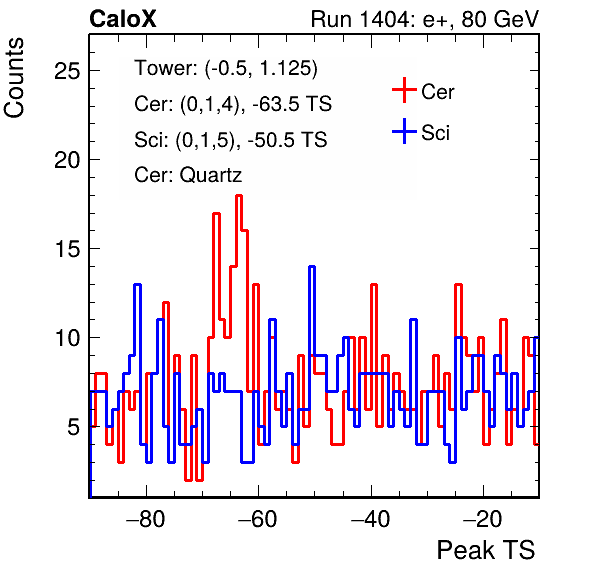 CaloX Run 1404: e+, 80 GeV
Counts
Tower: (-0.5, 1.125)
Cer: (0,1,4), -63.5 TS
Sci: (0,1,5), -50.5 TS
Cer: Quartz
Cer
Sci
25
20
15
10
5
−80 −60 −40 −20
Peak TS